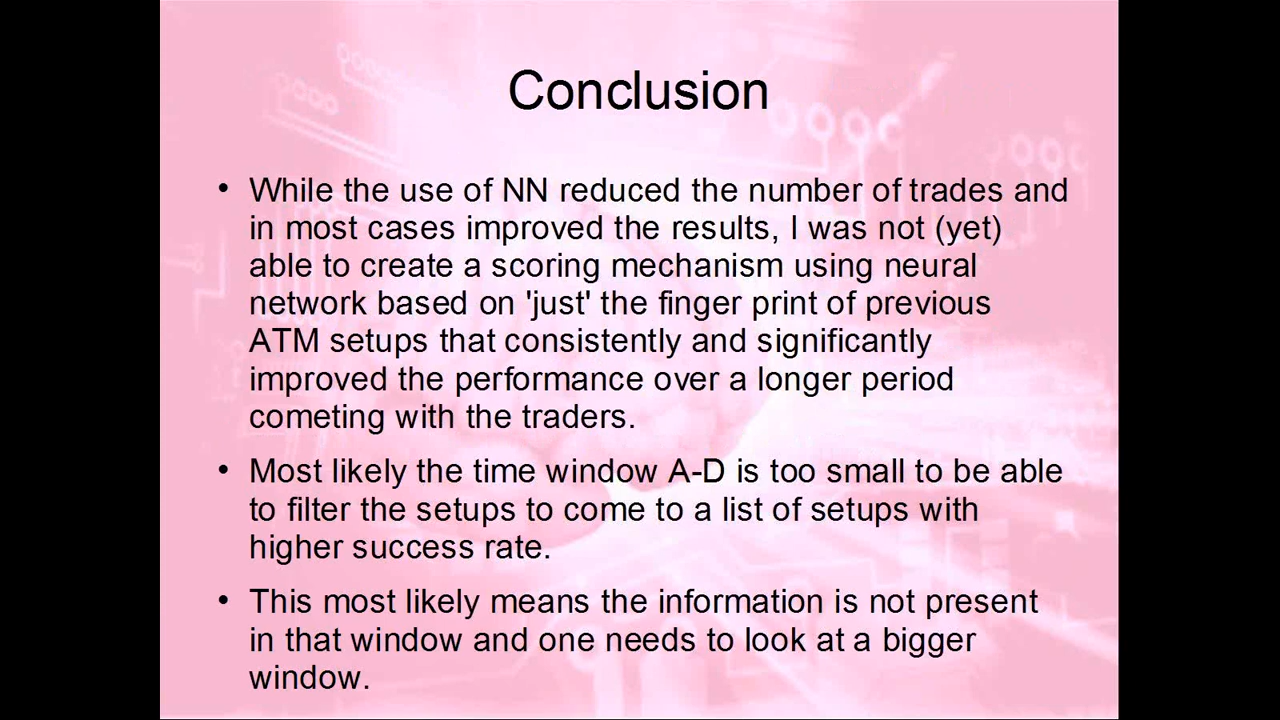 Conclusion
• While the use of NN reduced the number of trades and
in most cases improved the results, I was not (yet)
able to create a scoring mechanism using neural
network based on 'just' the finger print of previous
ATM setups that consistently and significantly
improved the performance over a longer period
cometing with the traders.
• Most likely the time window A-D is too small to be able
to filter the setups to come to a list of setups with
higher success rate.
• This most likely means the information is not present
in that window and one needs to look at a bigger
window.